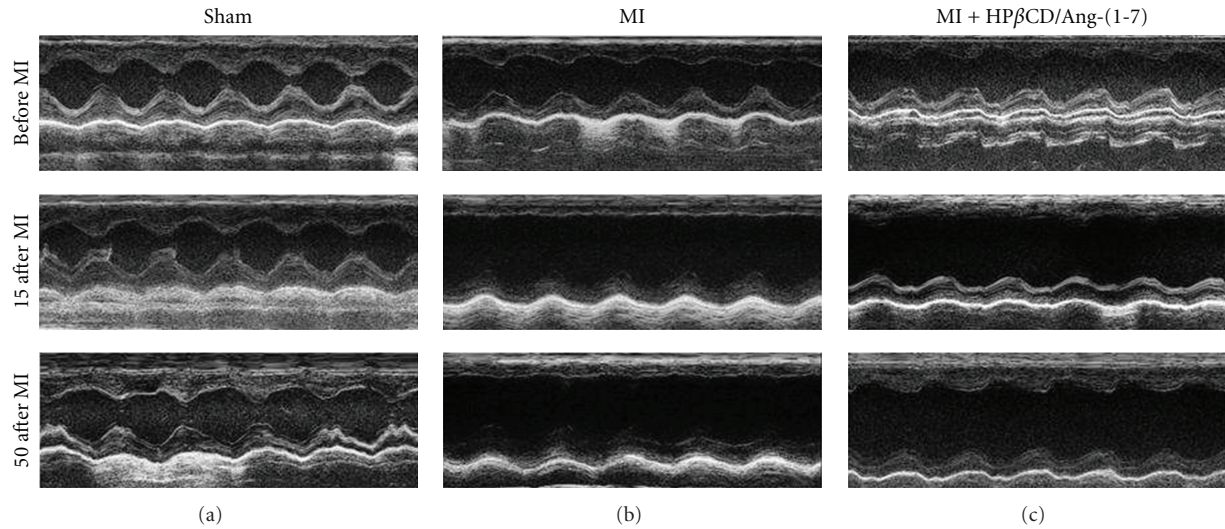 Sham
MI
MI + HPβCD/Ang-(1-7)
Before MI
15 after MI
50 after MI
(a)
(b)
(c)